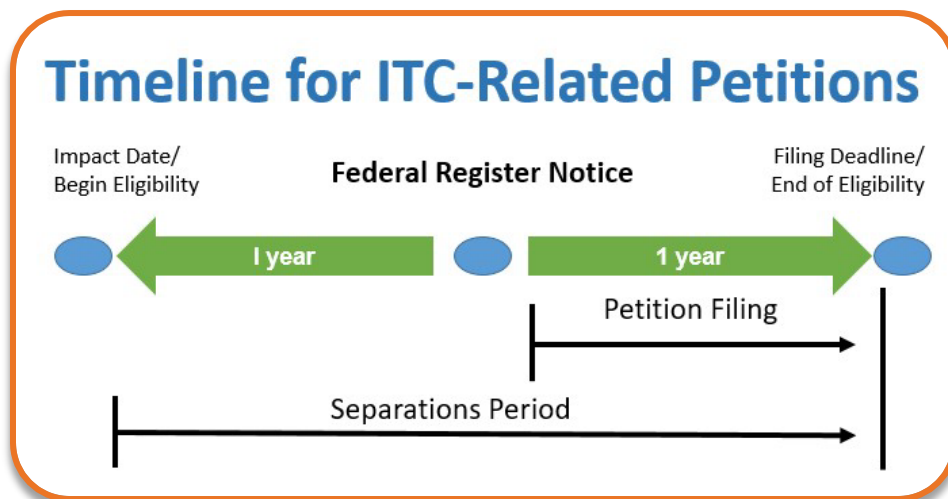 Timeline for ITC-Related Petitions
Impact Date/
Begin Eligibility
Federal Register Notice
Filing Deadline/
End of Eligibility
I year
1 year
Petition Filing
Separations Period